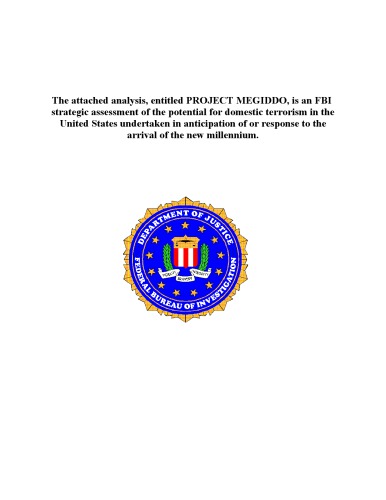 The attached analysis, entitled PROJECT MEGIDDO, is an FBI
strategic assessment of the potential for domestic terrorism in the
United States undertaken in anticipation of or response to the
arrival of the new millennium.
DEPARTMENT OF JUSTICE
FIDELITY BRAVERY INTEGRITY
FEDERAL BUREAU OF INVESTIGATION